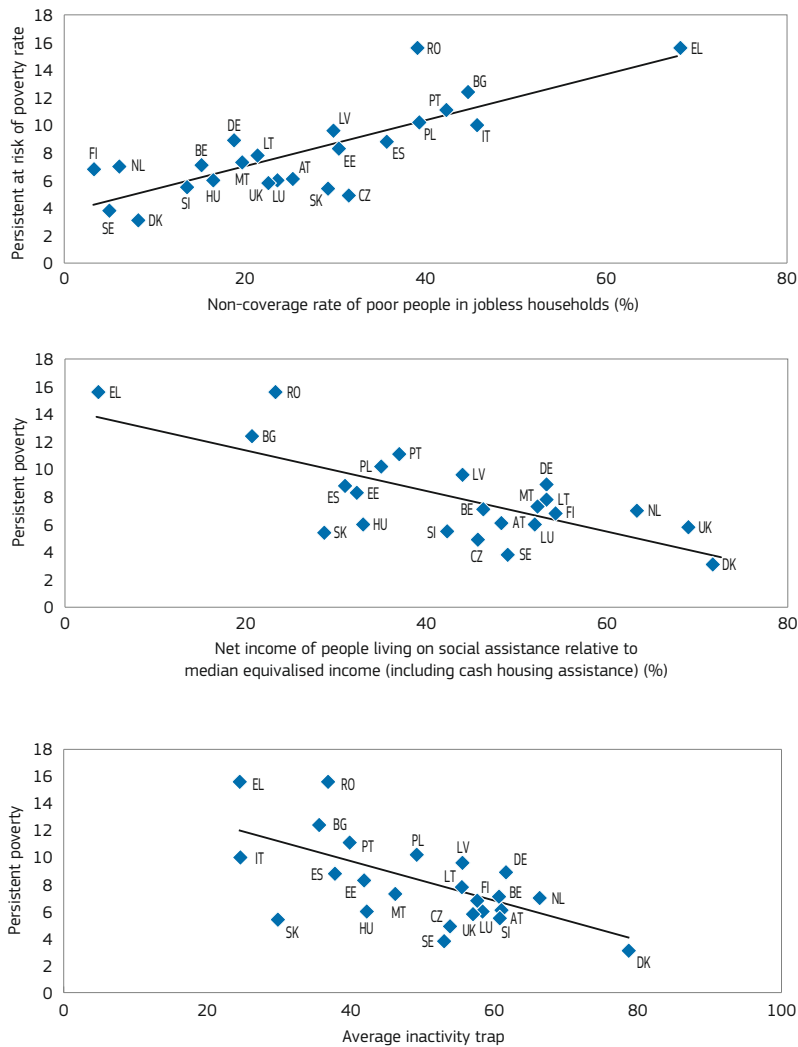 Persistent at risk of poverty rate
18
16
14
12
10
8
6
4
2
0
RO
EL
BG
PT
PL
IT
LV
EE
ES
DE
LT
FI
NL
BE
MT
AT
HU
SI
UK
LU
SK
CZ
SE
DK
0 20 40 60 80
Non-coverage rate of poor people in jobless households (%)
Persistent poverty
18
16
14
12
10
8
6
4
2
0
EL
RO
BG
PT
PL
LV
DE
ES
EE
MT
LT
BE
FI
NL
SK
HU
SI
AT
LU
UK
CZ
SE
DK
0 20 40 60 80
Net income of people living on social assistance relative to
median equivalised income (including cash housing assistance) (%)
Persistent poverty
18
16
14
12
10
8
6
4
2
0
EL
RO
BG
PT
IT
PL
LV
DE
ES
EE
LT
FI
BE
NL
MT
SK
HU
CZ
UK
LU
AT
SI
SE
DK
0 20 40 60 80 100
Average inactivity trap